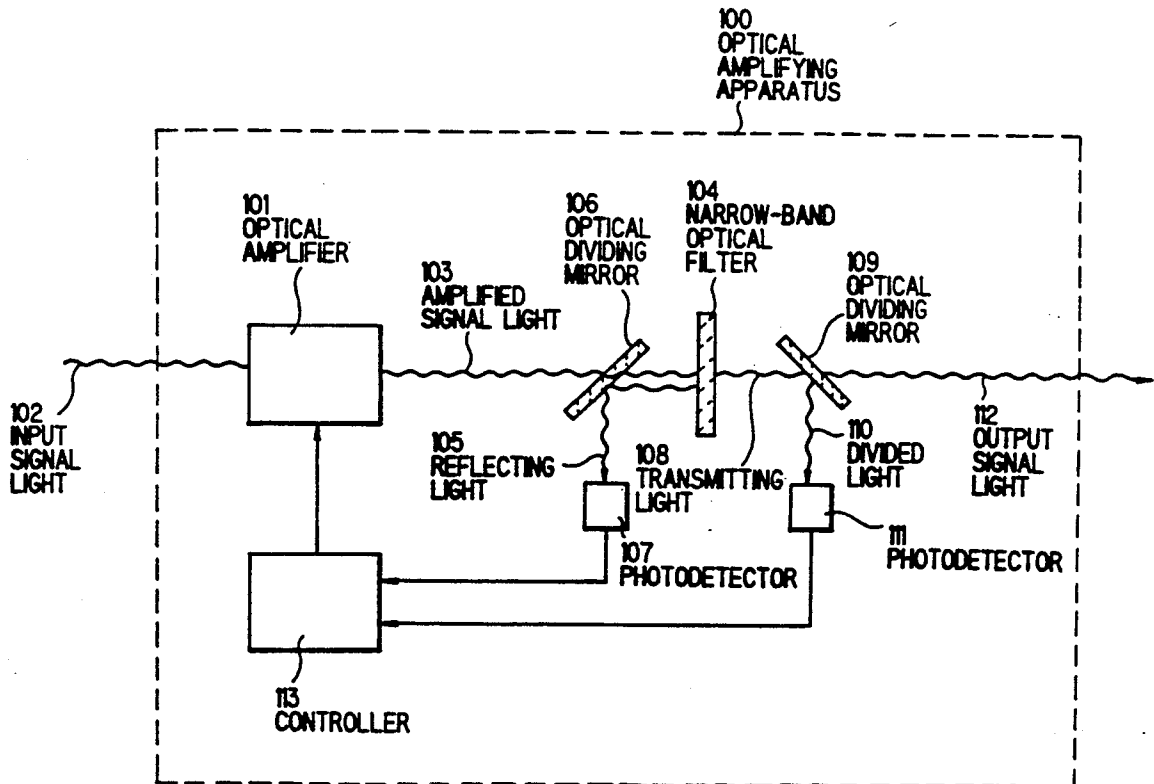 100
OPTICAL
AMPLIFYING
APPARATUS
101
OPTICAL
AMPLIFIER
106
OPTICAL
DIVIDING
MIRROR
104
NARROW-BAND
OPTICAL
FILTER
109
OPTICAL
DIVIDING
MIRROR
103
AMPLIFIED
SIGNAL LIGHT
102
INPUT
SIGNAL
LIGHT
105
REFLECTING
LIGHT
108
TRANSMITTING
LIGHT
110
DIVIDED
LIGHT
112
OUTPUT
SIGNAL
LIGHT
107
PHOTODETECTOR
111
PHOTODETECTOR
113
CONTROLLER